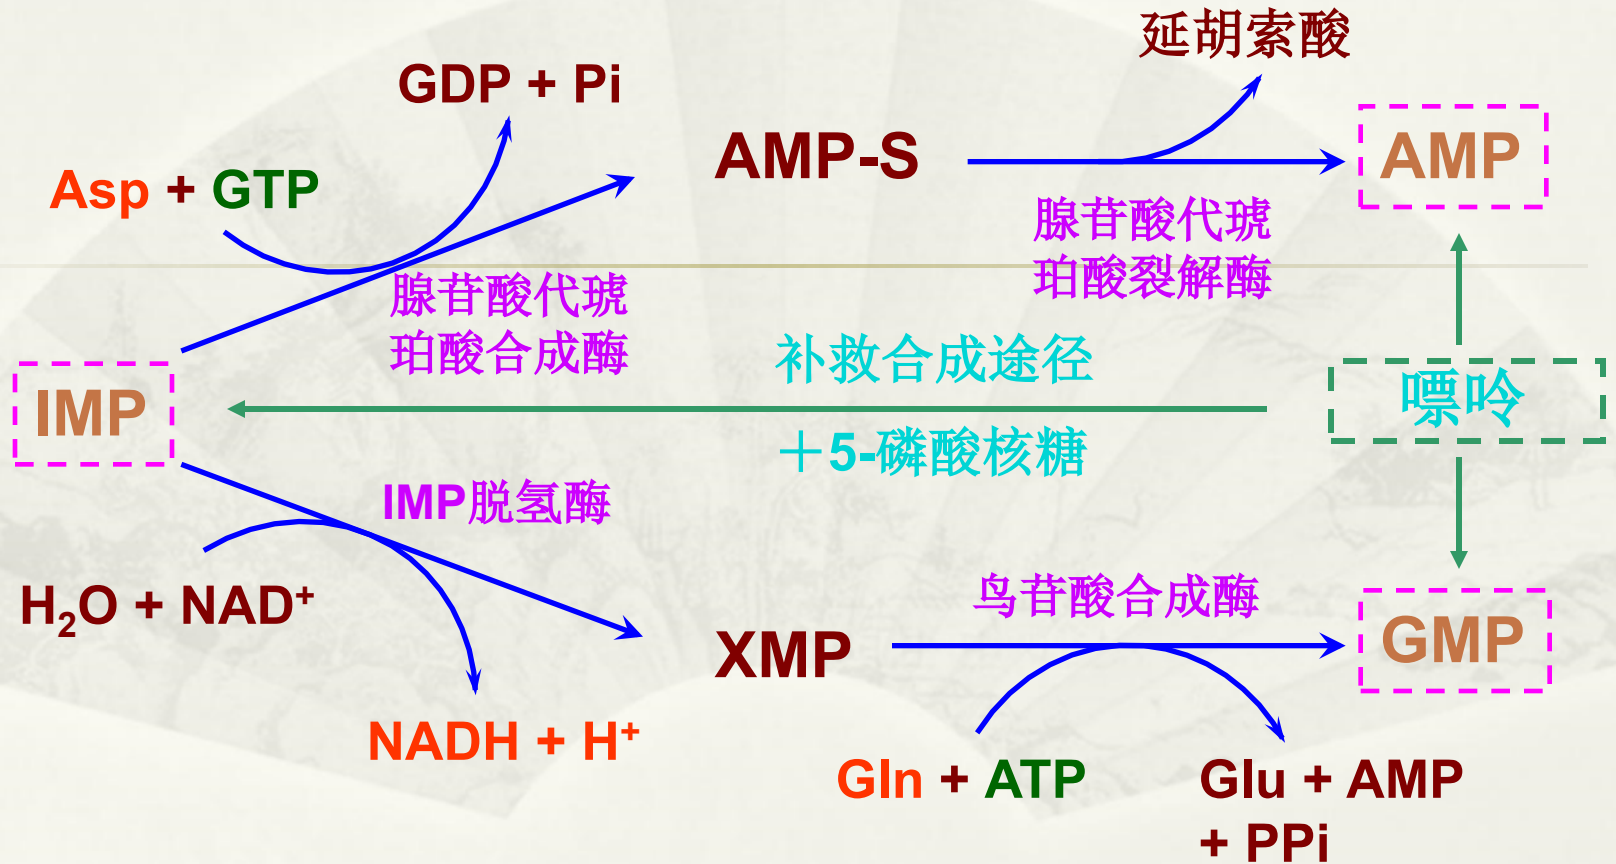 延胡索酸
GDP + Pi
AMP-S
AMP
Asp + GTP
腺苷酸代琥
珀酸裂解酶
腺苷酸代琥
珀酸合成酶
补救合成途径
嘌呤
IMP
＋5-磷酸核糖
IMP脱氢酶
H₂O + NAD⁺
鸟苷酸合成酶
XMP
GMP
NADH + H⁺
Gln + ATP
Glu + AMP
+ PPi